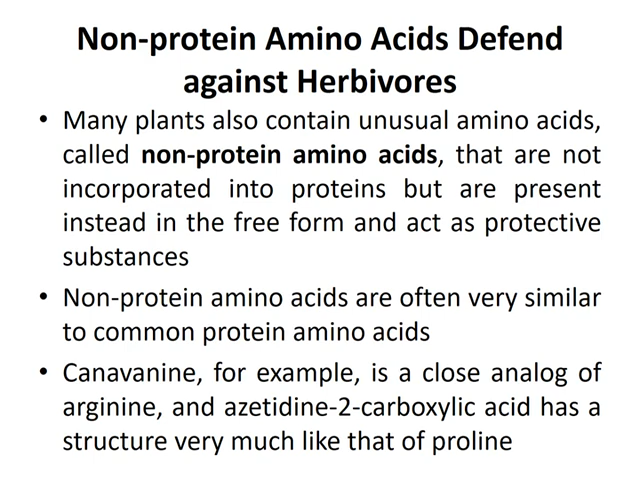 Non-protein Amino Acids Defend
against Herbivores
• Many plants also contain unusual amino acids,
called non-protein amino acids, that are not
incorporated into proteins but are present
instead in the free form and act as protective
substances
• Non-protein amino acids are often very similar
to common protein amino acids
• Canavanine, for example, is a close analog of
arginine, and azetidine-2-carboxylic acid has a
structure very much like that of proline